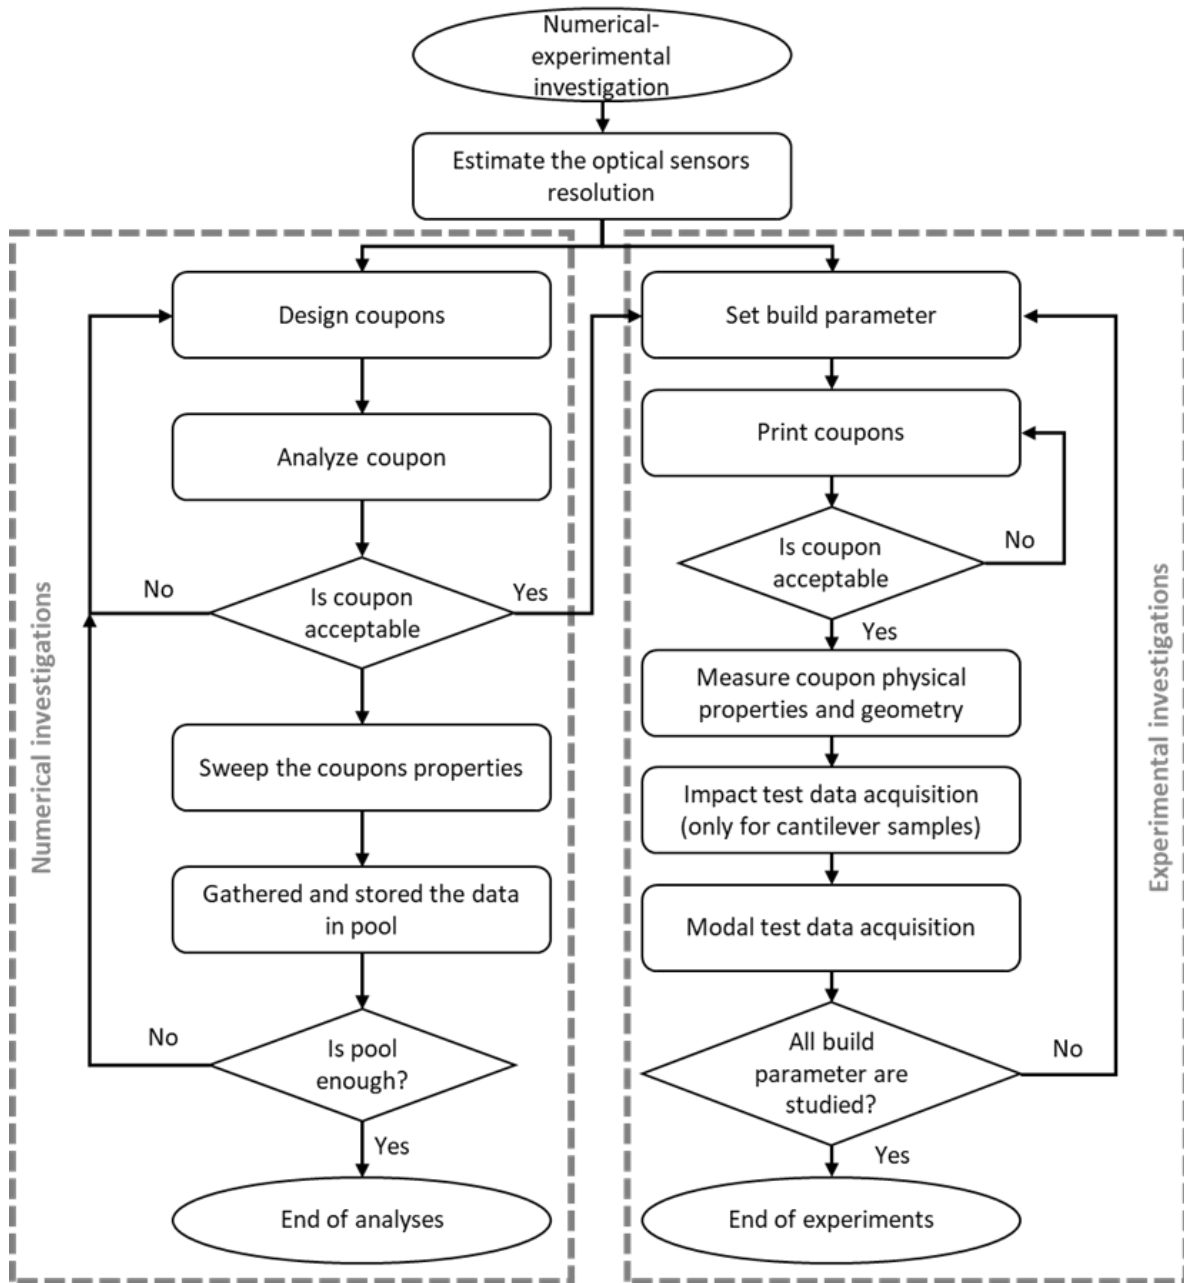 Numerical-
experimental
investigation
Estimate the optical sensors
resolution
Numerical investigations
Design coupons
Analyze coupon
No
Is coupon
acceptable
Yes
Sweep the coupons properties
Gathered and stored the data
in pool
No
Is pool
enough?
Yes
End of analyses
Experimental investigations
Set build parameter
Print coupons
Is coupon
acceptable
No
Yes
Measure coupon physical
properties and geometry
Impact test data acquisition
(only for cantilever samples)
Modal test data acquisition
All build
parameter are
studied?
No
Yes
End of experiments